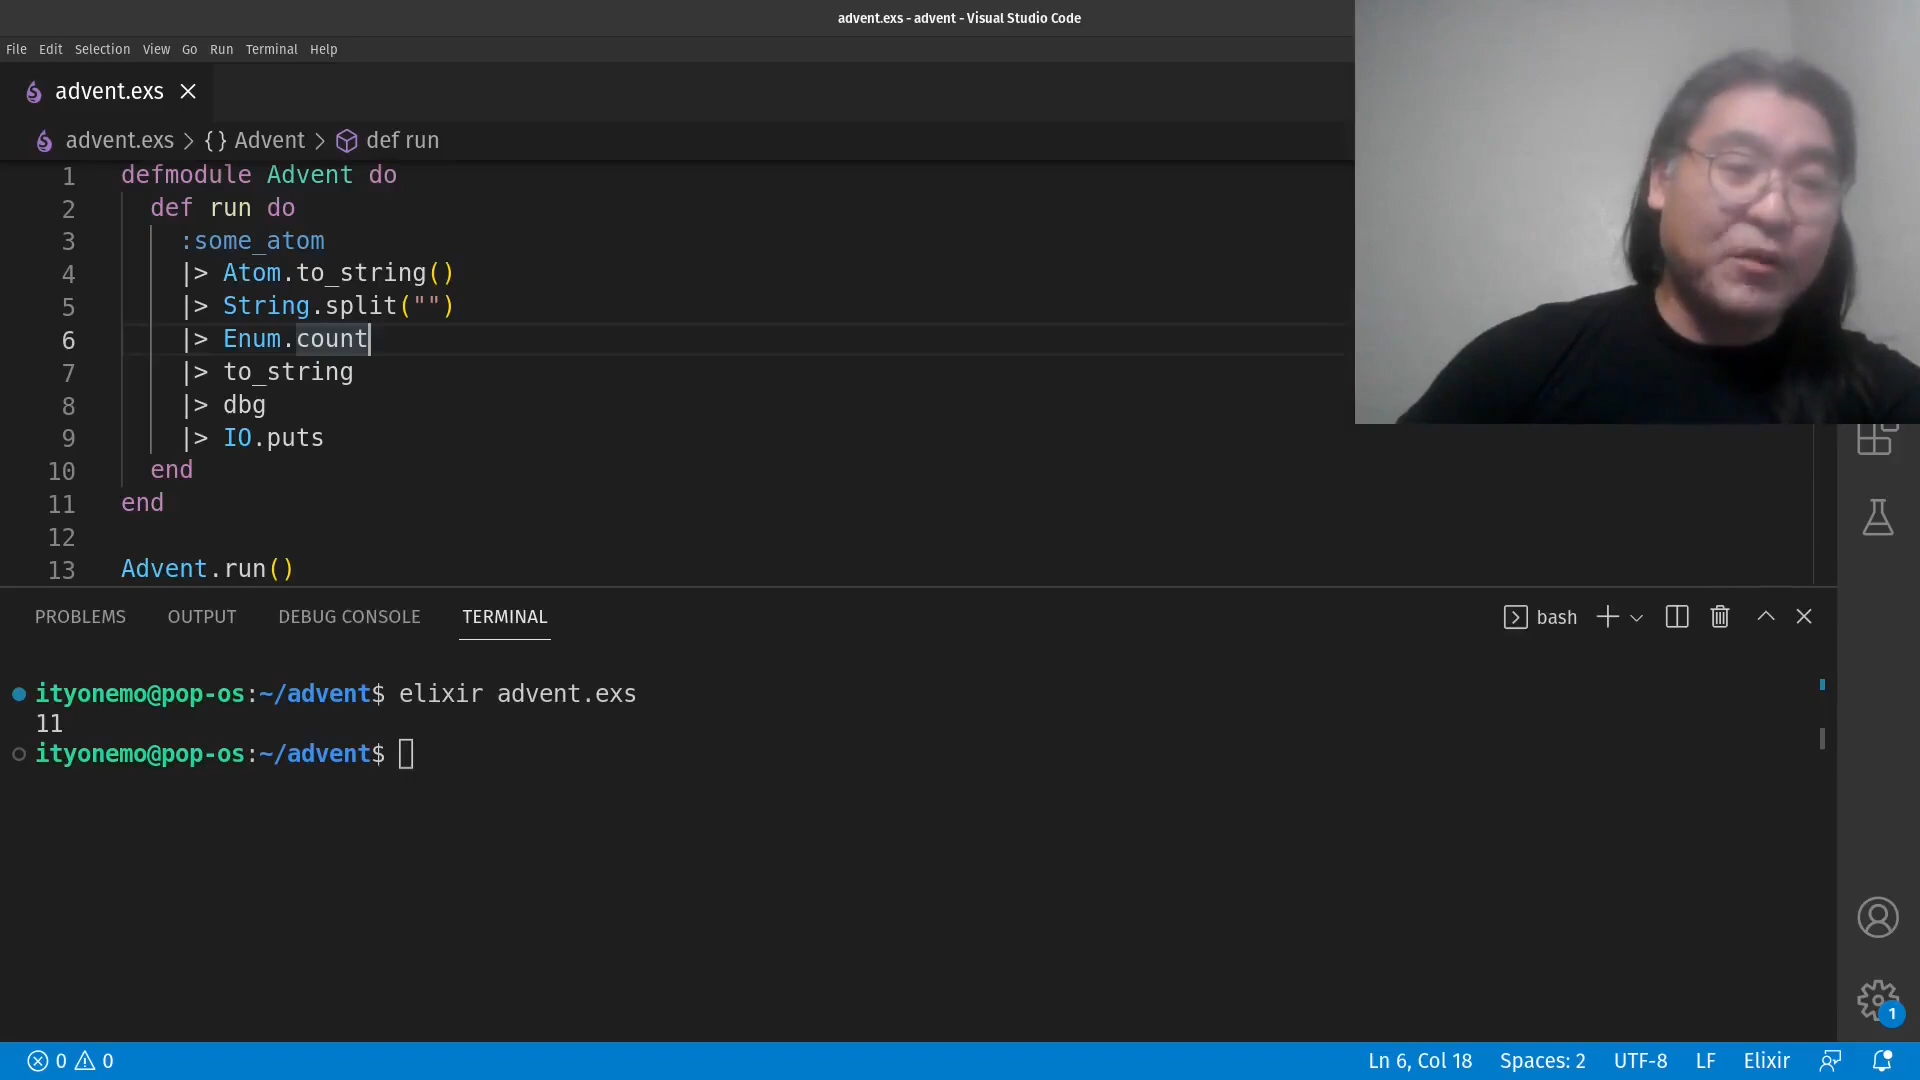 advent.exs - advent - Visual Studio Code
File Edit Selection View Go Run Terminal Help
advent.exs
advent.exs > {} Advent > def run
1 defmodule Advent do
2 def run do
3 :some_atom
4 |> Atom.to_string()
5 |> String.split("")
6 |> Enum.count
7 |> to_string
8 |> dbg
9 |> IO.puts
10 end
11 end
12
13 Advent.run()
PROBLEMS OUTPUT DEBUG CONSOLE TERMINAL bash
ityonemo@pop-os:~/advent$ elixir advent.exs
11
ityonemo@pop-os:~/advent$
1
0 0 Ln 6, Col 18 Spaces: 2 UTF-8 LF Elixir